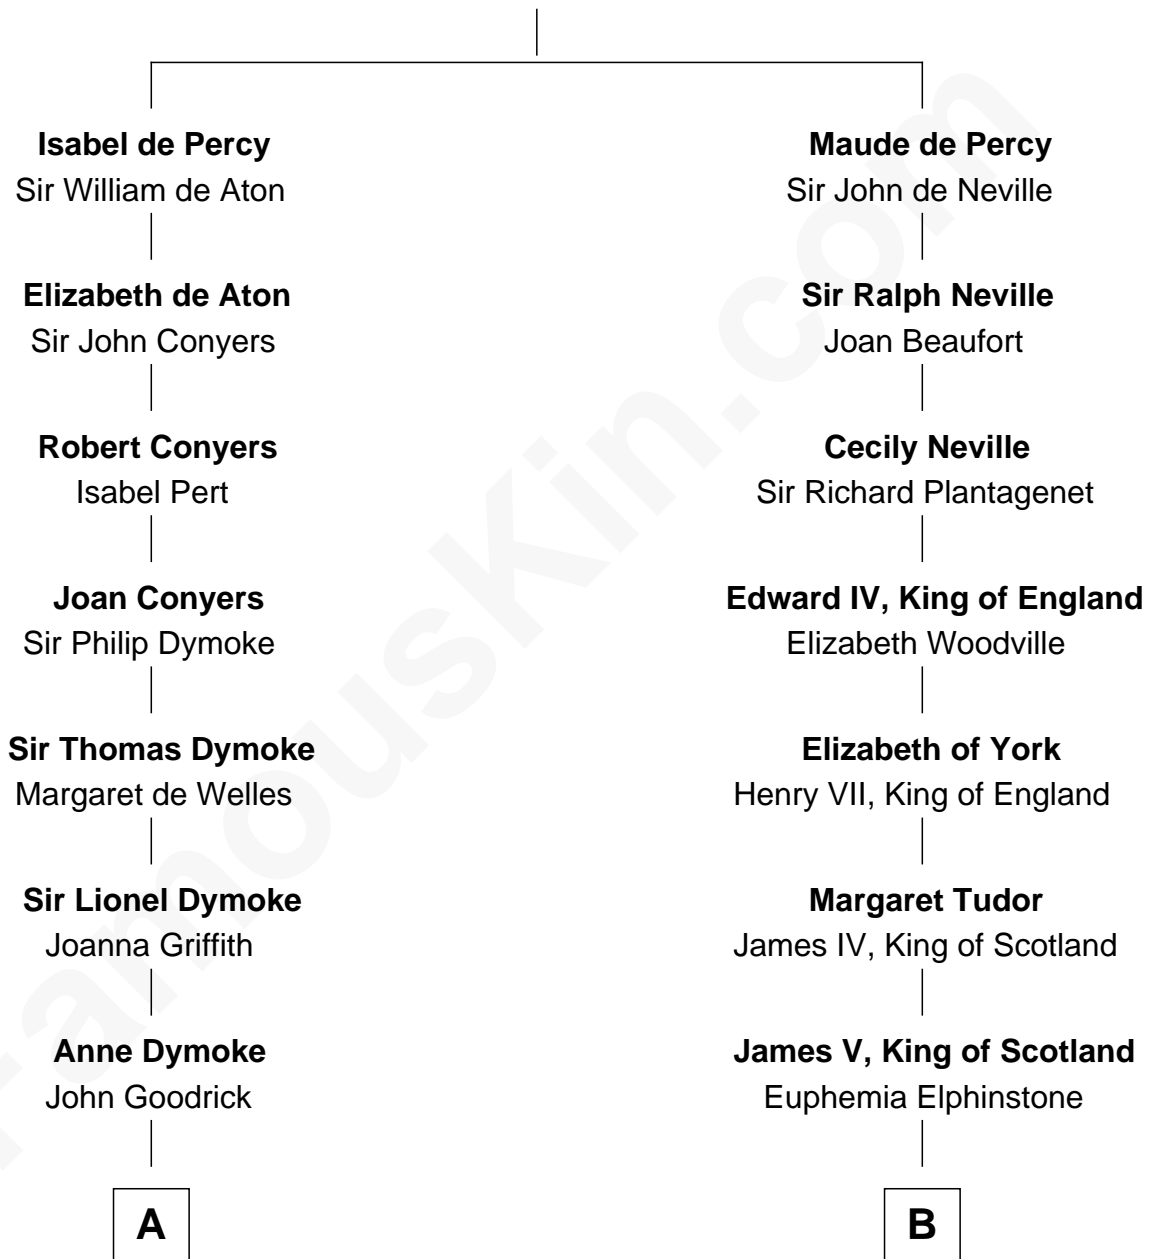 Isabel de Percy
Sir William de Aton
Elizabeth de Aton
Sir John Conyers
Robert Conyers
Isabel Pert
Joan Conyers
Sir Philip Dymoke
Sir Thomas Dymoke
Margaret de Welles
Sir Lionel Dymoke
Joanna Griffith
Anne Dymoke
John Goodrick
A
Maude de Percy
Sir John de Neville
Sir Ralph Neville
Joan Beaufort
Cecily Neville
Sir Richard Plantagenet
Edward IV, King of England
Elizabeth Woodville
Elizabeth of York
Henry VII, King of England
Margaret Tudor
James IV, King of Scotland
James V, King of Scotland
Euphemia Elphinstone
B
FamousKin.com